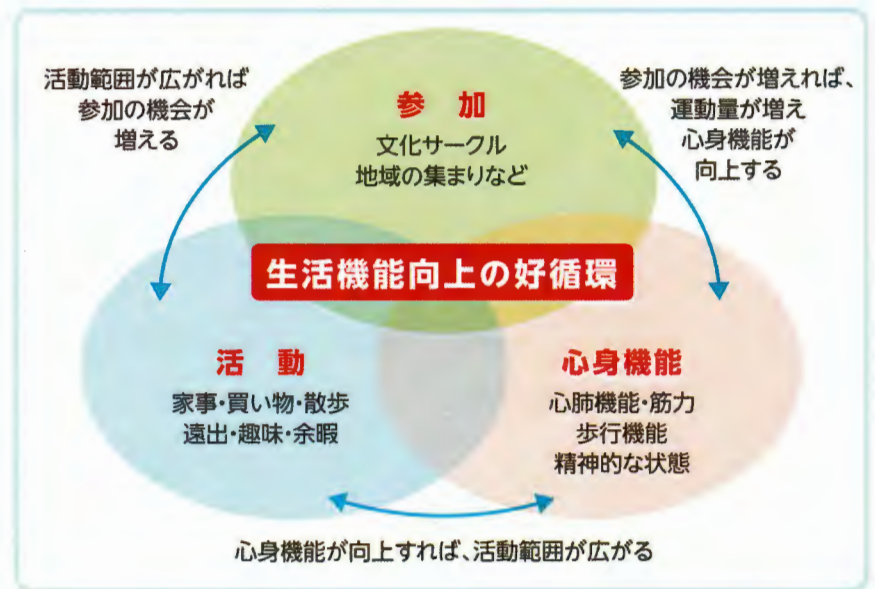 活動範囲が広がれば
参加の機会が
増える
参加
文化サークル
地域の集まりなど
参加の機会が増えれば、
運動量が増え
心身機能が
向上する
生活機能向上の好循環
活動
家事・買い物・散歩
遠出・趣味・余暇
心身機能
心肺機能・筋力
歩行機能
精神的な状態
心身機能が向上すれば、活動範囲が広がる